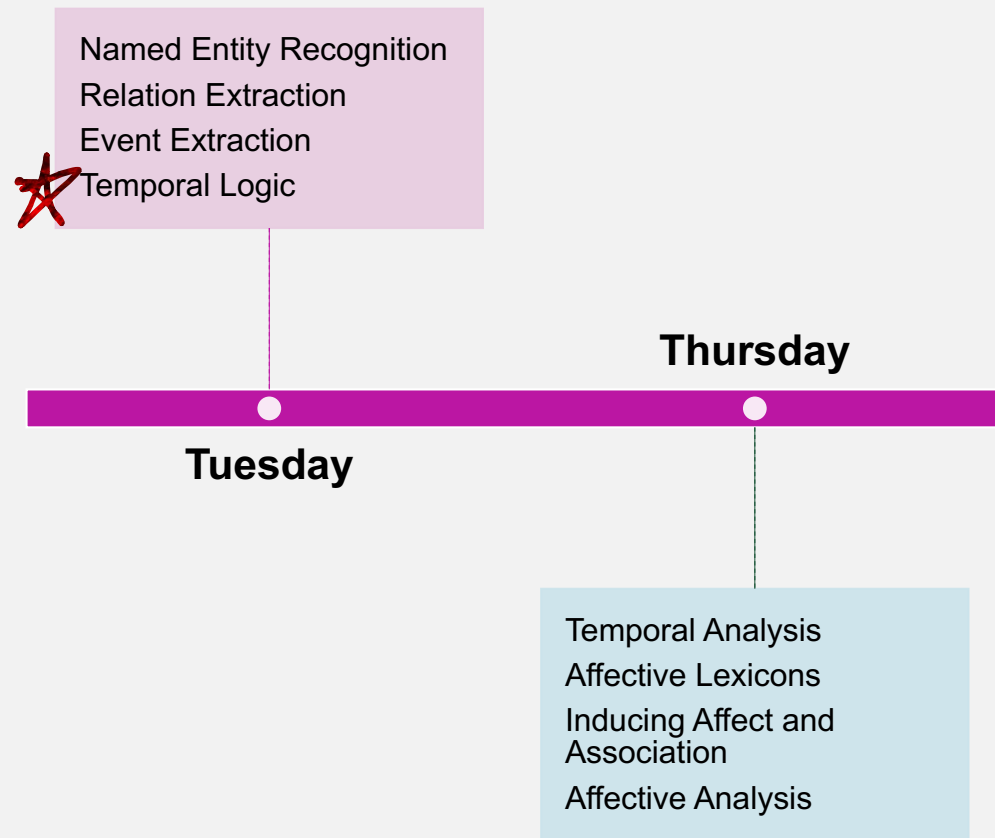 Named Entity Recognition
Relation Extraction
Event Extraction
Temporal Logic
Thursday
Tuesday
Temporal Analysis
Affective Lexicons
Inducing Affect and
Association
Affective Analysis